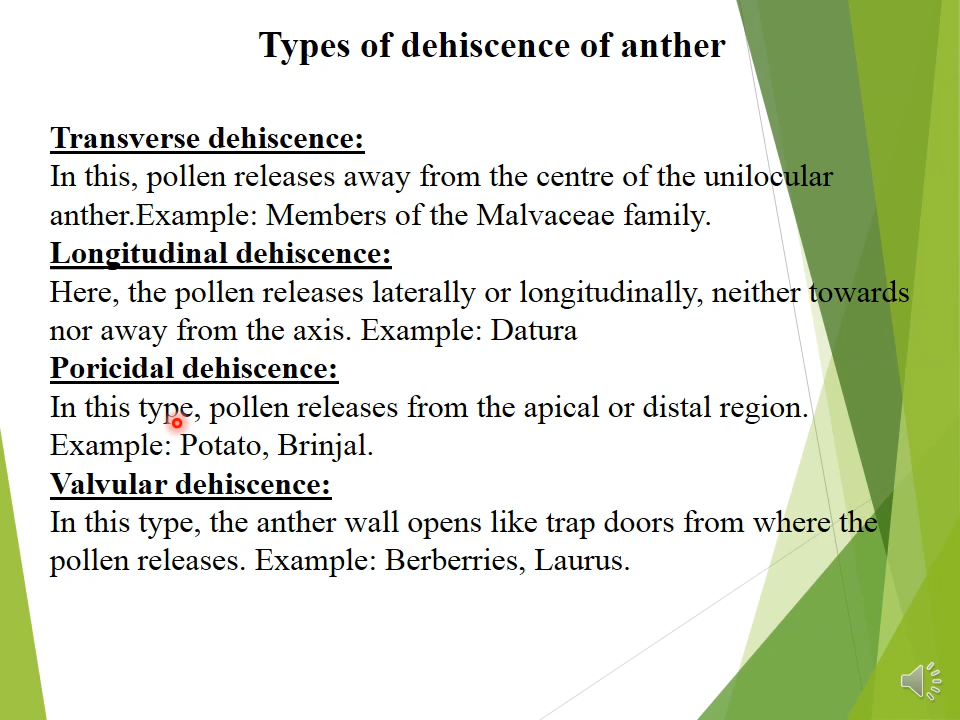 Types of dehiscence of anther
Transverse dehiscence:
In this, pollen releases away from the centre of the unilocular
anther.Example: Members of the Malvaceae family.
Longitudinal dehiscence:
Here, the pollen releases laterally or longitudinally, neither towards
nor away from the axis. Example: Datura
Poricidal dehiscence:
In this type, pollen releases from the apical or distal region.
Example: Potato, Brinjal.
Valvular dehiscence:
In this type, the anther wall opens like trap doors from where the
pollen releases. Example: Berberries, Laurus.